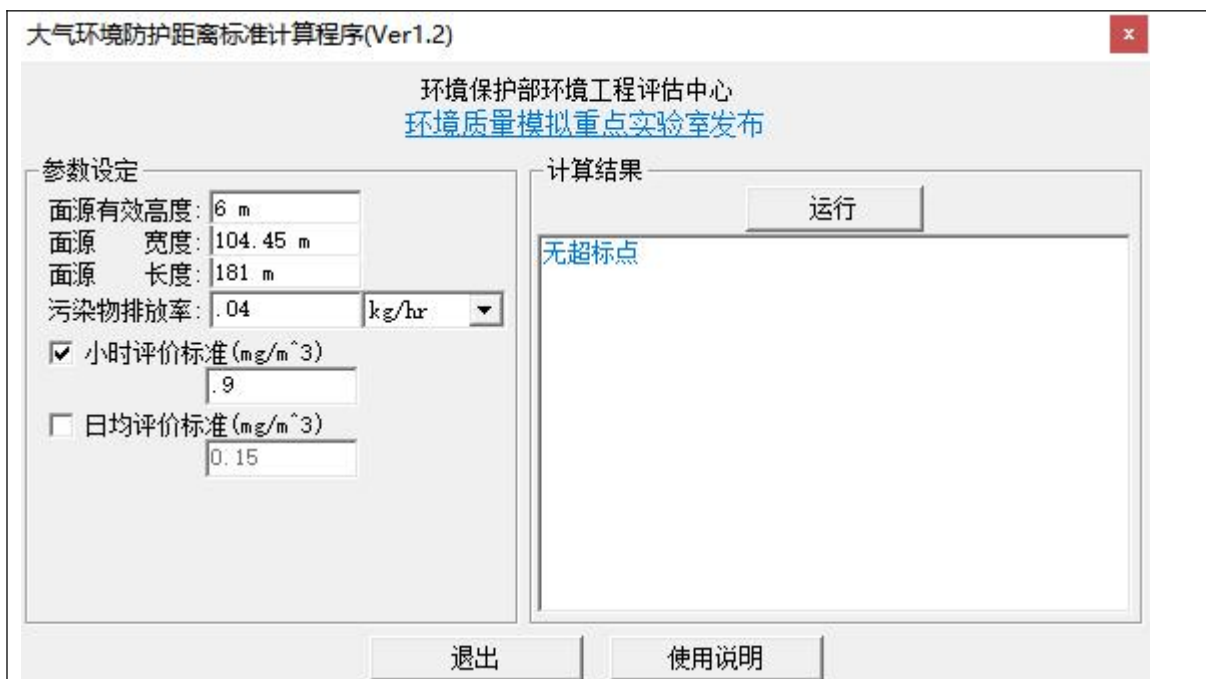 大气环境防护距离标准计算程序(Ver1.2)
x
环境保护部环境工程评估中心
环境质量模拟重点实验室发布
参数设定
面源有效高度: 6 m
面源 宽度: 104.45 m
面源 长度: 181 m
污染物排放率: .04 kg/hr
小时评价标准(mg/m^3)
.9
日均评价标准(mg/m^3)
0.15
计算结果
运行
无超标点
退出
使用说明